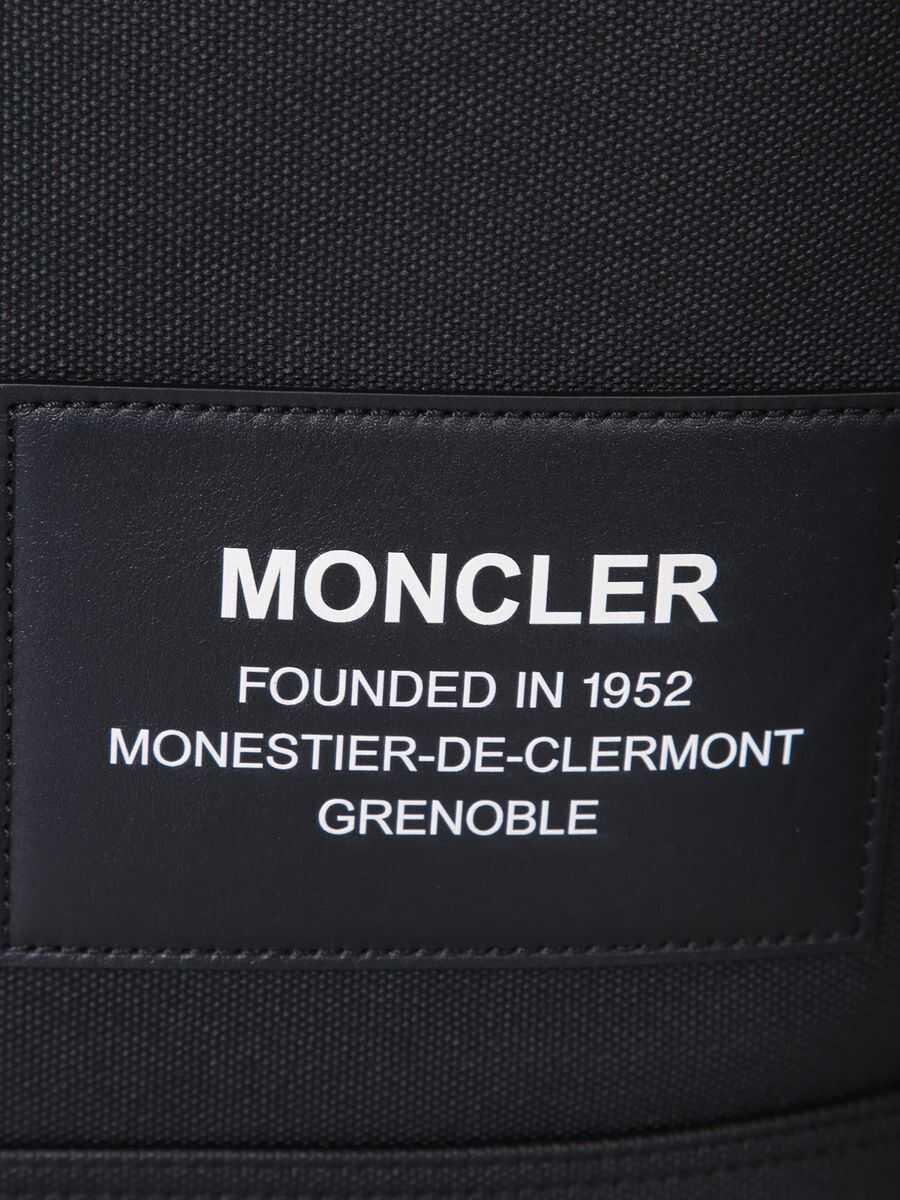 MONCLER
FOUNDED IN 1952
MONESTIER-DE-CLERMONT
GRENOBLE